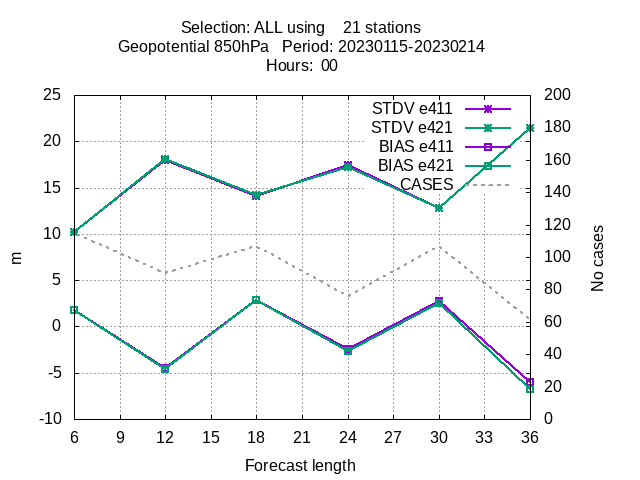 Selection: ALL using    21 stations
Geopotential 850hPa   Period: 20230115-20230214
Hours:  00
25
20
15
10
5
0
-5
-10
m
STDV e411
STDV e421
BIAS e411
BIAS e421
CASES
200
180
160
140
120
100
80
60
40
20
0
No cases
6 9 12 15 18 21 24 27 30 33 36
Forecast length